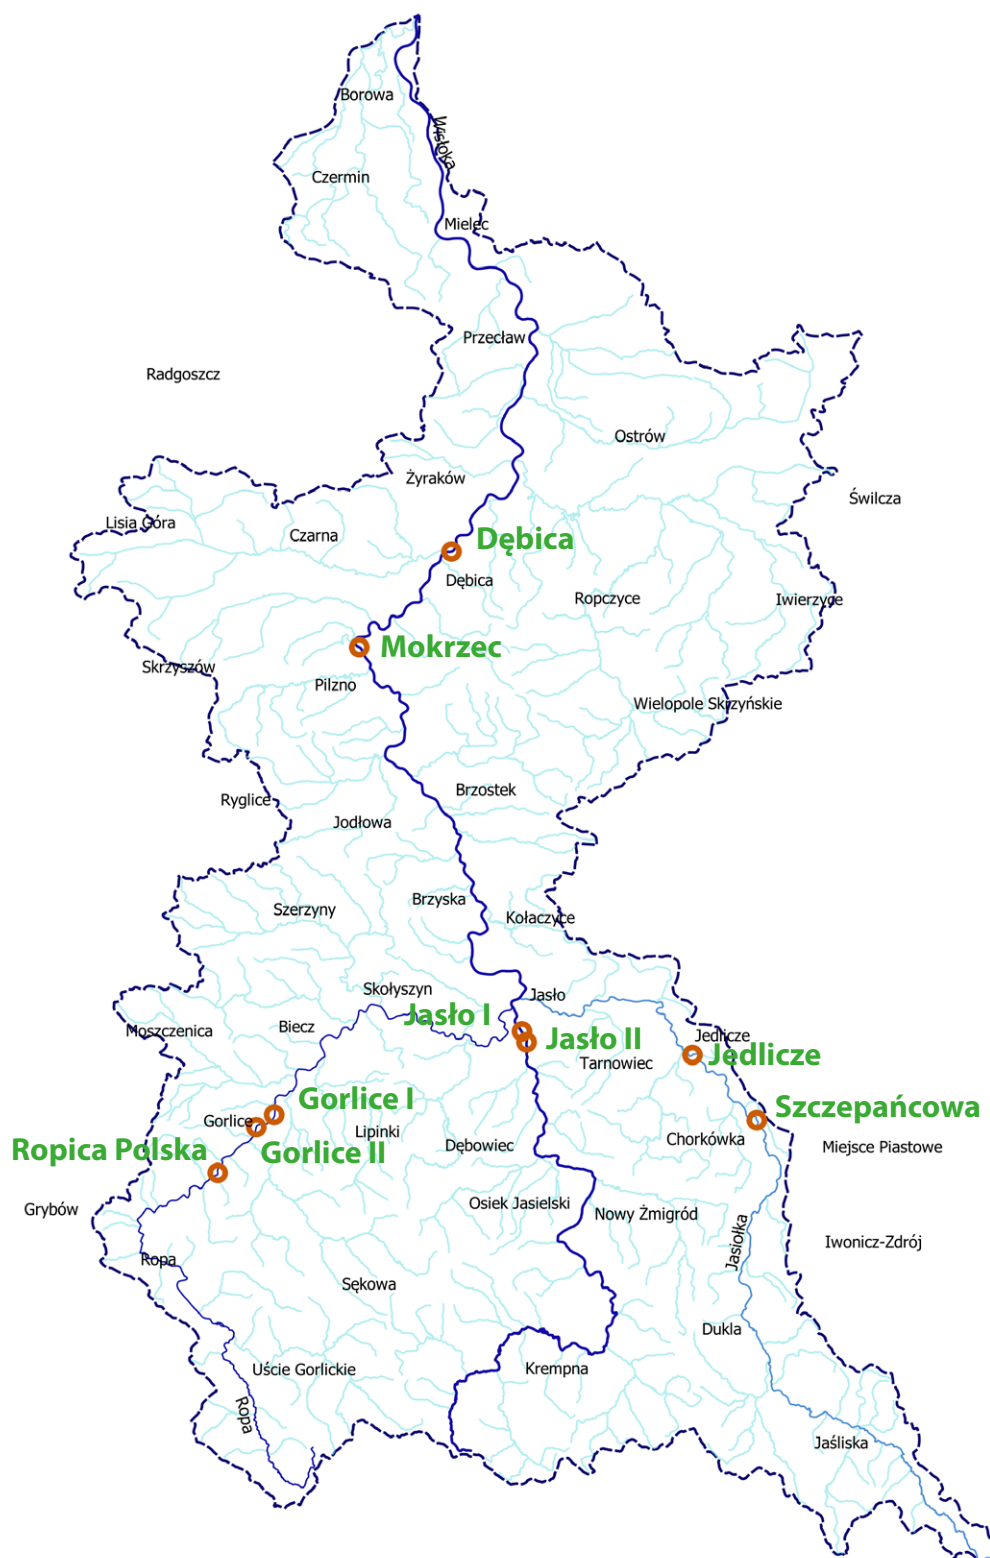 Borowa
Wisłoka
Czermin
Mielec
Przecław
Radgoszcz
Ostrów
Żyraków
Świlcza
Lisia Góra
Czarna
Dębica
Dębica
Ropczyce
Iwierzyce
Mokrzec
Skrzyszów
Pilzno
Wielopole Skrzyńskie
Brzostek
Ryglice
Jodłowa
Brzyska
Szerzyny
Kołaczyce
Skołyszyn
Jasło
Jasło I
Moszczenica
Biecz
Jasło II
Jedlicze
Jedlicze
Tarnowiec
Gorlice I
Szczepańcowa
Gorlice
Lipinki
Gorlice II
Ropica Polska
Dębowiec
Chorkówka
Miejsce Piastowe
Grybów
Osiek Jasielski
Nowy Żmigród
Jasiołka
Iwonicz-Zdrój
Ropa
Sękowa
Dukla
Uście Gorlickie
Krempna
Ropa
Jaśliska